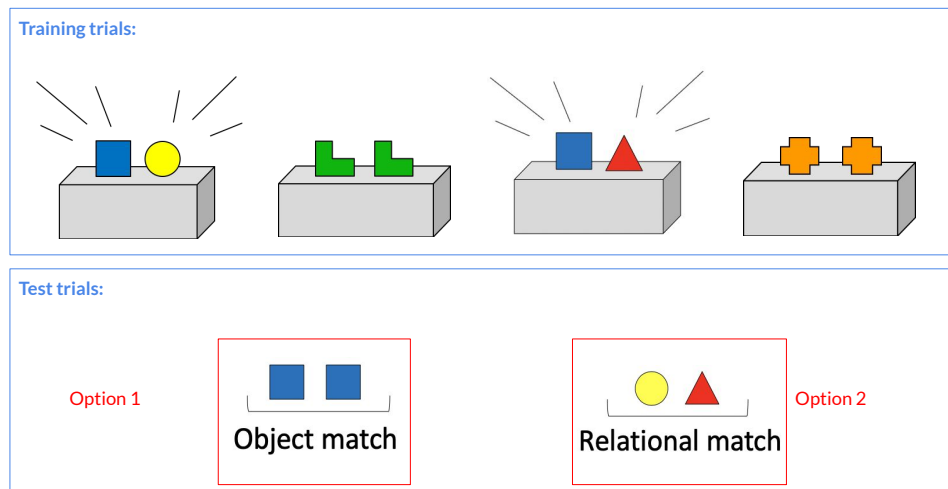 Training trials:
Test trials:
Option 1
Object match
Relational match
Option 2